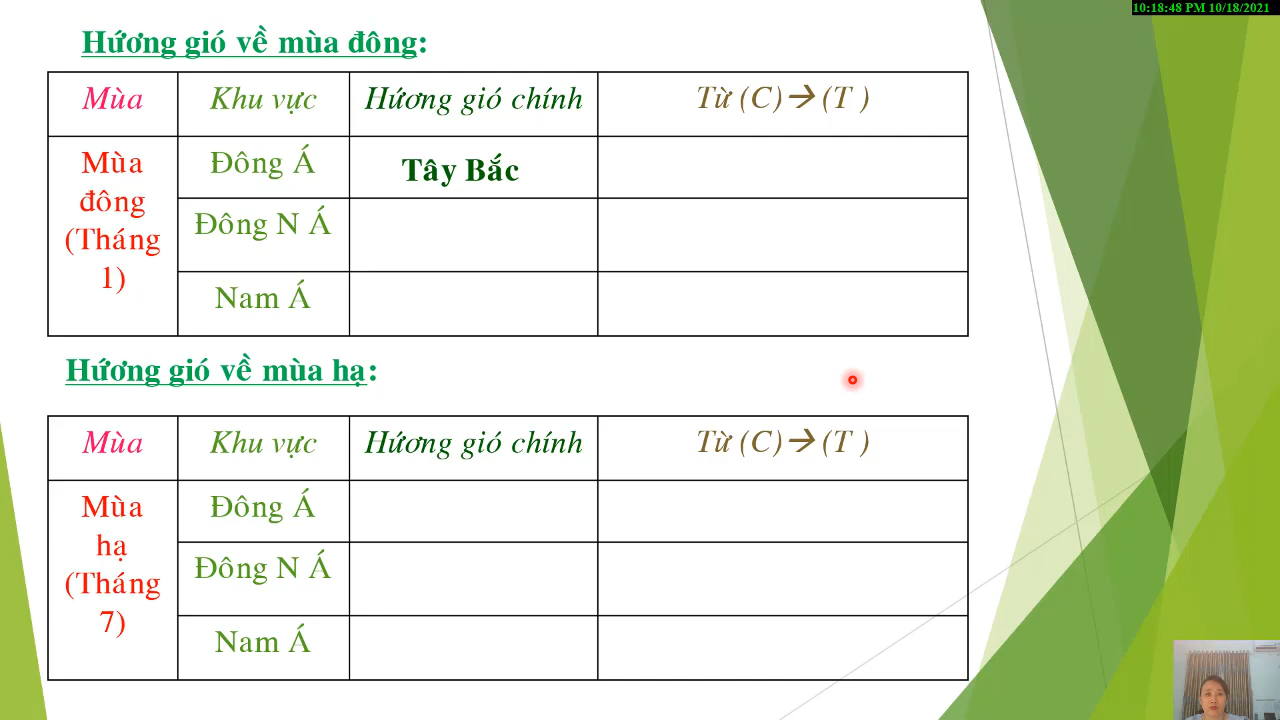 10:18:48 PM 10/18/2021
Hướng gió về mùa đông:
Mùa Khu vực Hướng gió chính Từ (C)→(T )
Mùa đông (Tháng 1) Đông Á Tây Bắc
Đông N Á
Nam Á
Hướng gió về mùa hạ:
Mùa Khu vực Hướng gió chính Từ (C)→(T )
Mùa hạ (Tháng 7) Đông Á
Đông N Á
Nam Á